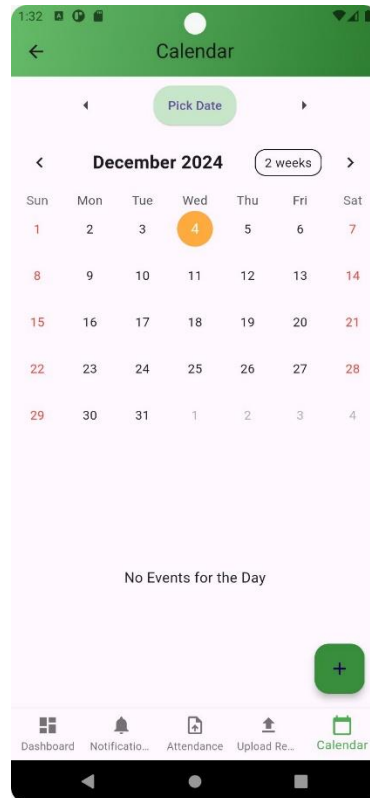 1:32
Calendar
Pick Date
December 2024
2 weeks
Sun Mon Tue Wed Thu Fri Sat
1 2 3 4 5 6 7
8 9 10 11 12 13 14
15 16 17 18 19 20 21
22 23 24 25 26 27 28
29 30 31 1 2 3 4
No Events for the Day
+
Dashboard Notificatio... Attendance Upload Re... Calendar